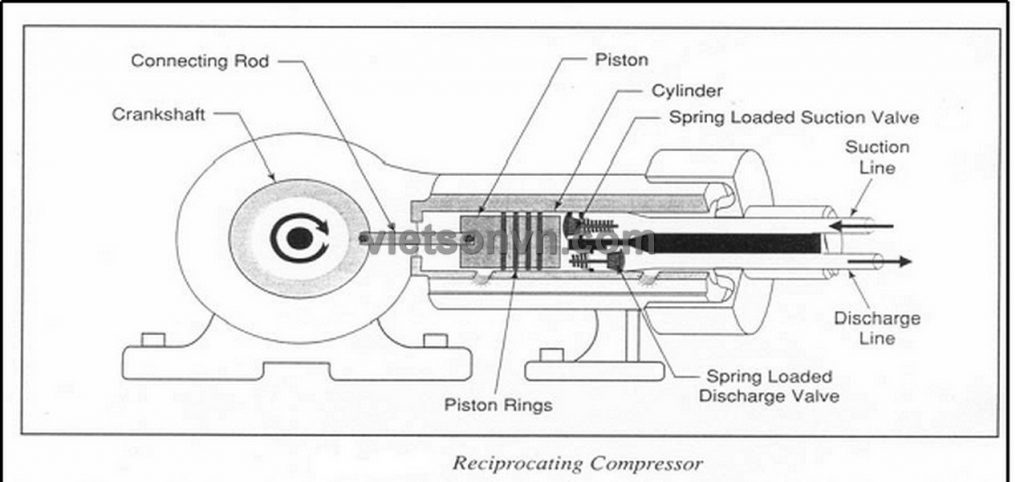 Connecting Rod
Piston
Crankshaft
Cylinder
Spring Loaded Suction Valve
Suction
Line
vietsonvn.com
Discharge
Line
Spring Loaded
Discharge Valve
Piston Rings
Reciprocating Compressor